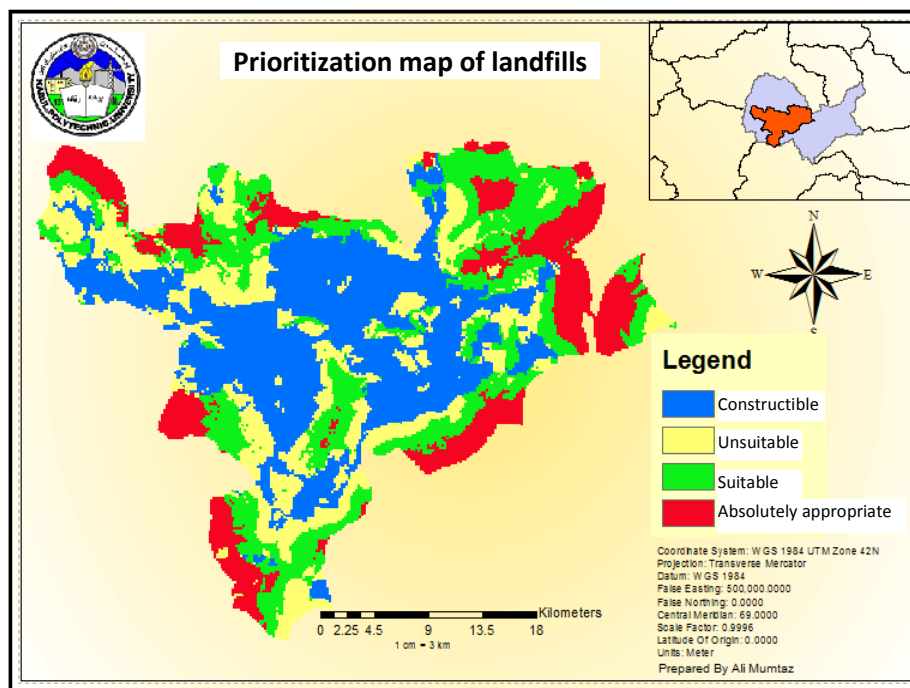 Prioritization map of landfills
KABUL POLYTECHNIC UNIVERSITY
N
W
E
S
Legend
Constructible
Unsuitable
Suitable
Absolutely appropriate
Coordinate System: WGS 1984 UTM Zone 42N
Projection: Transverse Mercator
Datum: WGS 1984
False Easting: 500,000.0000
False Northing: 0.0000
Central Meridian: 69.0000
Scale Factor: 0.9996
Latitude Of Origin: 0.0000
Units: Meter
Prepared By Ali Mumtaz
Kilometers
0 2.25 4.5 9 13.5 18
1 cm = 3 km